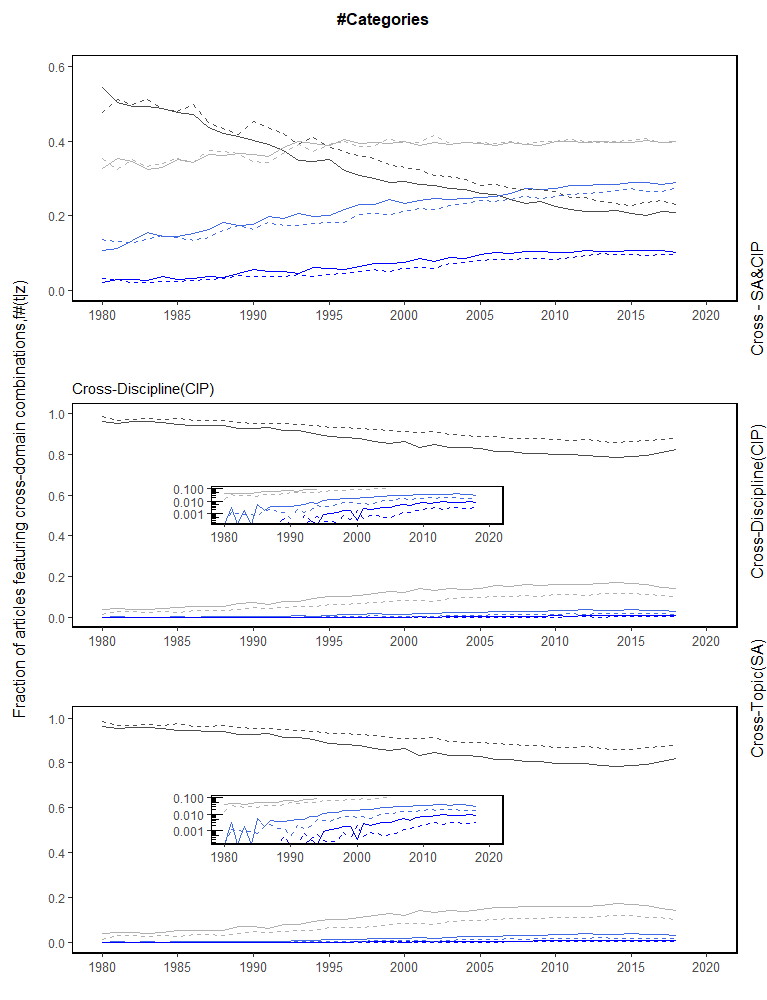 #Categories
Fraction of articles featuring cross-domain combinations,f#(t|z)
0.6
0.4
0.2
0.0
1980 1985 1990 1995 2000 2005 2010 2015 2020
Cross - SA&CIP
Cross-Discipline(CIP)
1.0
0.8
0.6
0.4
0.2
0.0
0.100
0.010
0.001
1980 1990 2000 2010 2020
1980 1985 1990 1995 2000 2005 2010 2015 2020
Cross-Discipline(CIP)
1.0
0.8
0.6
0.4
0.2
0.0
0.100
0.010
0.001
1980 1990 2000 2010 2020
1980 1985 1990 1995 2000 2005 2010 2015 2020
Cross-Topic(SA)